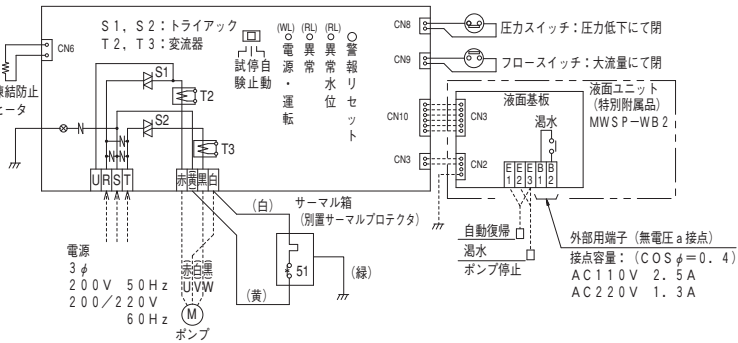 S1, S2:トライアック
T2, T3:変流器
CN6
凍結防止
ヒータ
試験
停止
自動
(WL)
電源・運転
(RL)
異常
(RL)
異常水位
警報リセット
CN8
圧力スイッチ:圧力低下にて閉
CN9
フロースイッチ:大流量にて閉
S1
T2
S2
T3
CN10
CN3
液面ユニット
(特別附属品)
MWSP-WB2
液面基板
渇水
CN3
CN2
E1
E2
E3
B1
B2
U
R
S
T
赤
黄
黒
白
(白)
サーマル箱
(別置サーマルプロテクタ)
51
(緑)
(黄)
電源
3φ
200V 50Hz
200/220V
60Hz
(赤)(白)(黒)
U V W
M
ポンプ
自動復帰
渇水
ポンプ停止
外部用端子(無電圧a接点)
接点容量:(COSφ=0.4)
AC110V 2.5A
AC220V 1.3A